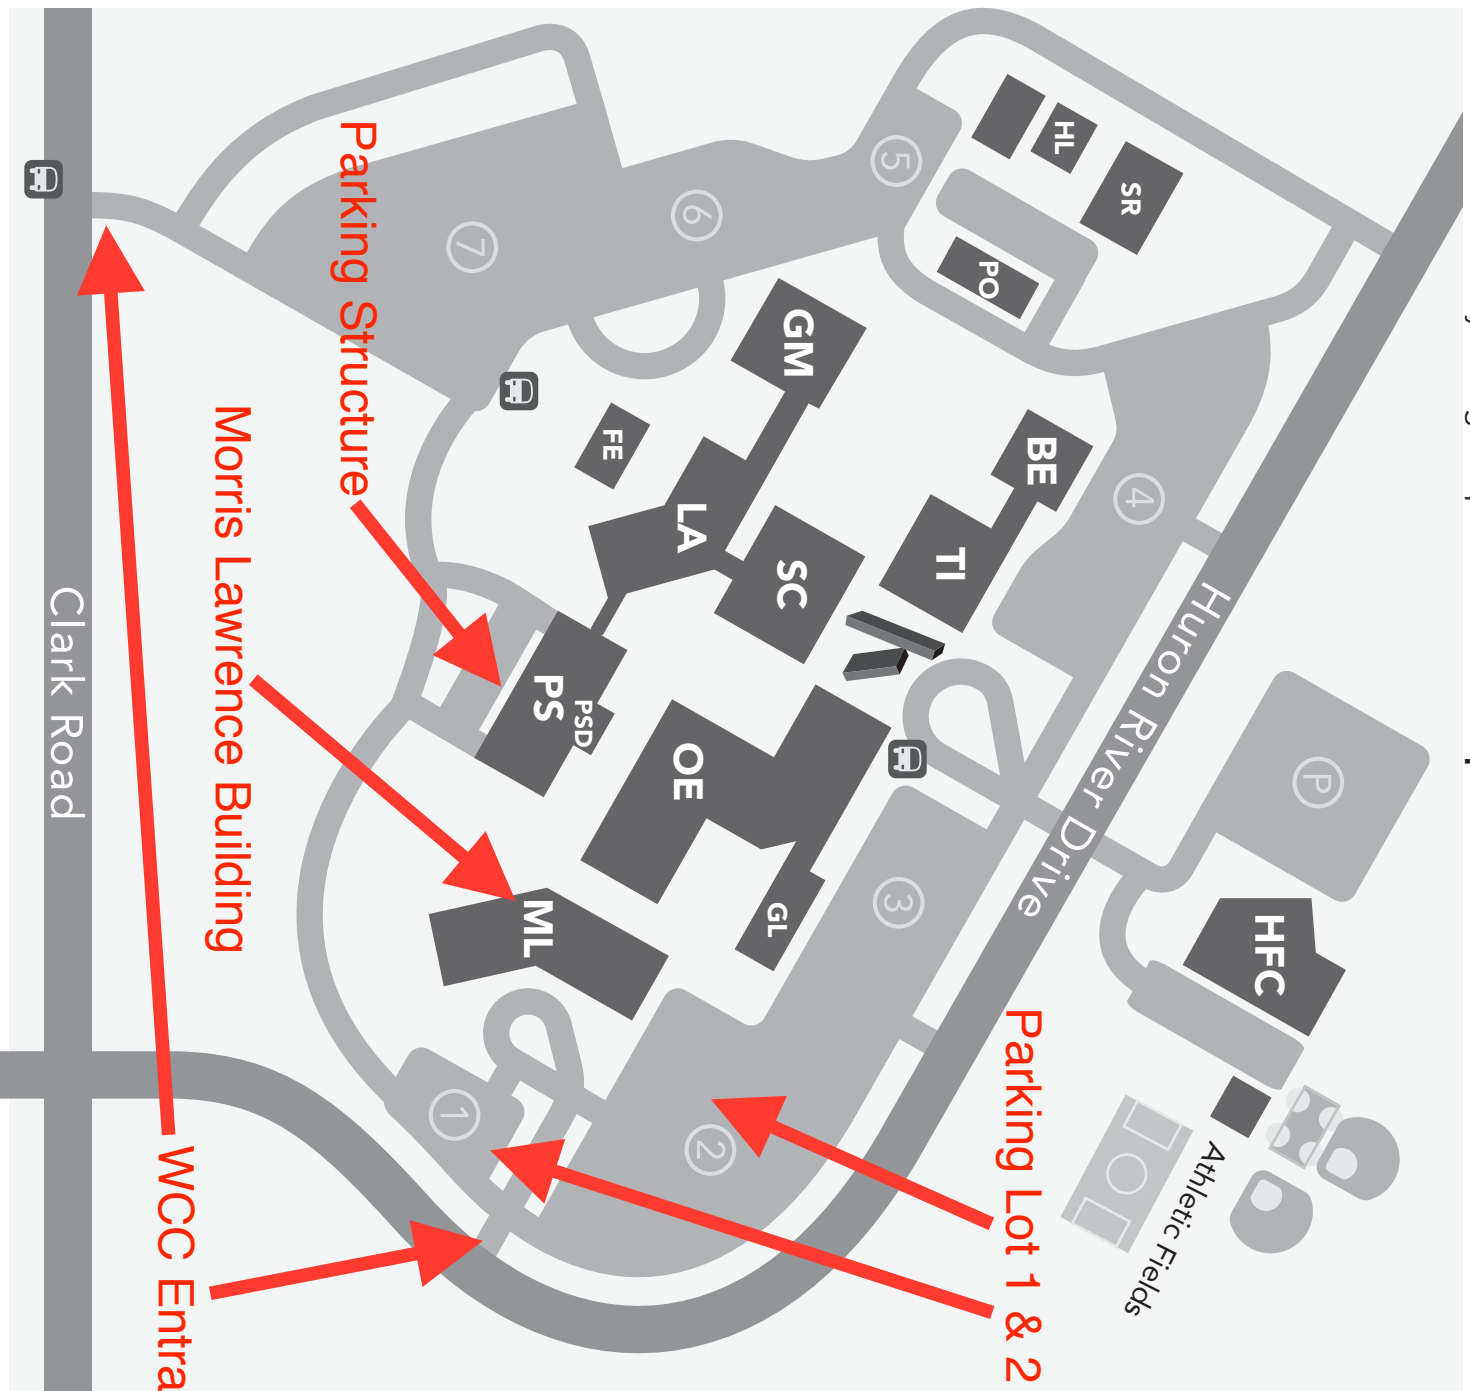 Parking Structure
Morris Lawrence Building
WCC Entra
Parking Lot 1 & 2
Clark Road
Huron River Drive
Athletic Fields
HL
SR
PO
GM
FE
LA
SC
BE
TI
PS
PSD
OE
GL
ML
HFC
P
1
2
3
4
5
6
7